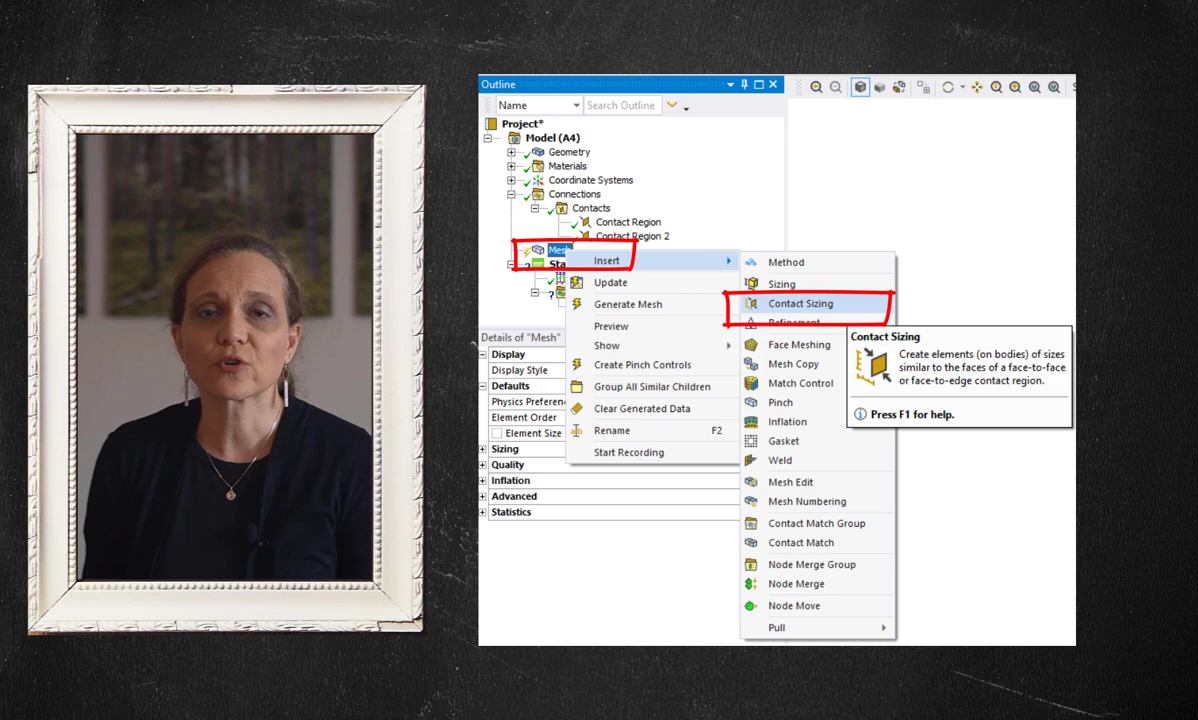 Outline
Name
Search Outline
Project*
Model (A4)
Geometry
Materials
Coordinate Systems
Connections
Contacts
Contact Region
Contact Region 2
Mesh
Sta
Insert
Update
Generate Mesh
Preview
Show
Create Pinch Controls
Group All Similar Children
Clear Generated Data
Rename F2
Start Recording
Method
Sizing
Contact Sizing
Refinement
Face Meshing
Mesh Copy
Match Control
Pinch
Inflation
Gasket
Weld
Mesh Edit
Mesh Numbering
Contact Match Group
Contact Match
Node Merge Group
Node Merge
Node Move
Pull
Contact Sizing
Create elements (on bodies) of sizes
similar to the faces of a face-to-face
or face-to-edge contact region.
Press F1 for help.
Details of "Mesh"
Display
Display Style
Defaults
Physics Preferen
Element Order
Element Size
Sizing
Quality
Inflation
Advanced
Statistics